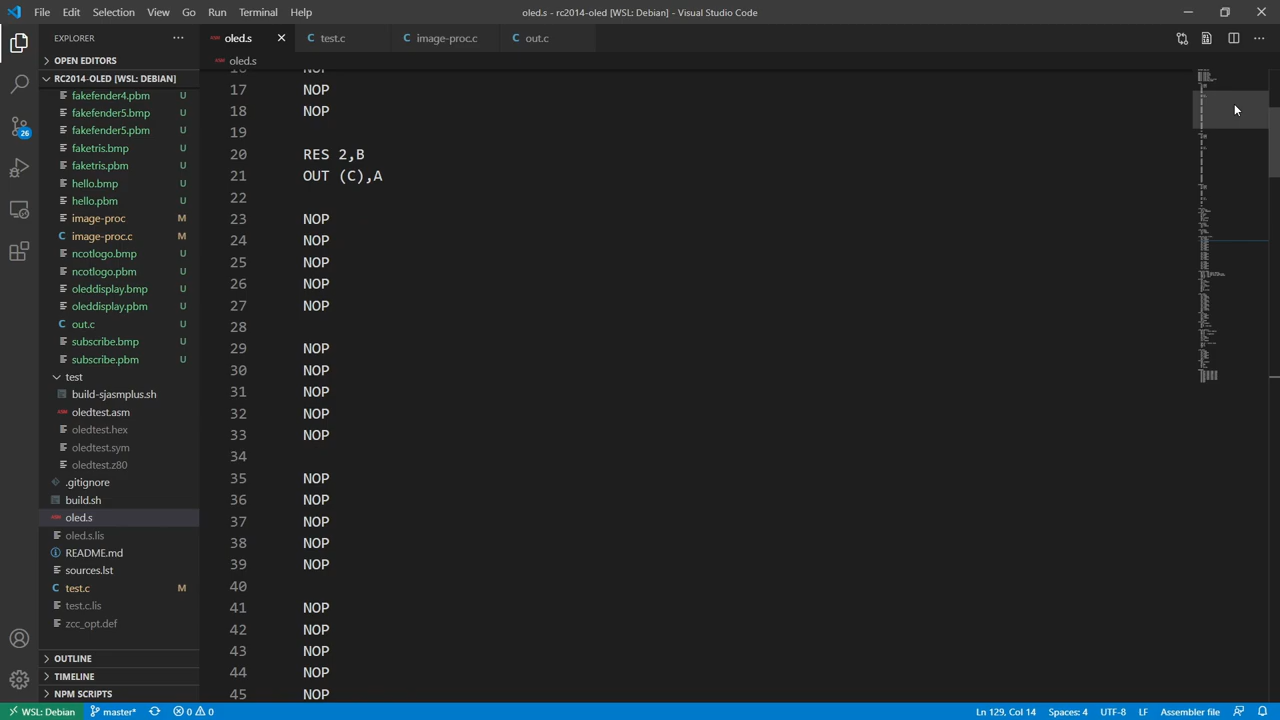 File Edit Selection View Go Run Terminal Help
oled.s - rc2014-oled [WSL: Debian] - Visual Studio Code
EXPLORER
oled.s
test.c
image-proc.c
out.c
OPEN EDITORS
oled.s
RC2014-OLED [WSL: DEBIAN]
fakefender4.pbm U
fakefender5.bmp U
fakefender5.pbm U
faketris.bmp U
faketris.pbm U
hello.bmp U
hello.pbm U
image-proc M
image-proc.c M
ncotlogo.bmp U
ncotlogo.pbm U
oleddisplay.bmp U
oleddisplay.pbm U
out.c U
subscribe.bmp U
subscribe.pbm U
test
build-sjasmplus.sh
oledtest.asm
oledtest.hex
oledtest.sym
oledtest.z80
.gitignore
build.sh
oled.s
oled.s.lis
README.md
sources.lst
test.c M
test.c.lis
zcc_opt.def
OUTLINE
TIMELINE
NPM SCRIPTS
26
16 NOP
17 NOP
18 NOP
19
20 RES 2,B
21 OUT (C),A
22
23 NOP
24 NOP
25 NOP
26 NOP
27 NOP
28
29 NOP
30 NOP
31 NOP
32 NOP
33 NOP
34
35 NOP
36 NOP
37 NOP
38 NOP
39 NOP
40
41 NOP
42 NOP
43 NOP
44 NOP
45 NOP
WSL: Debian master* 0 0 Ln 129, Col 14 Spaces: 4 UTF-8 LF Assembler file